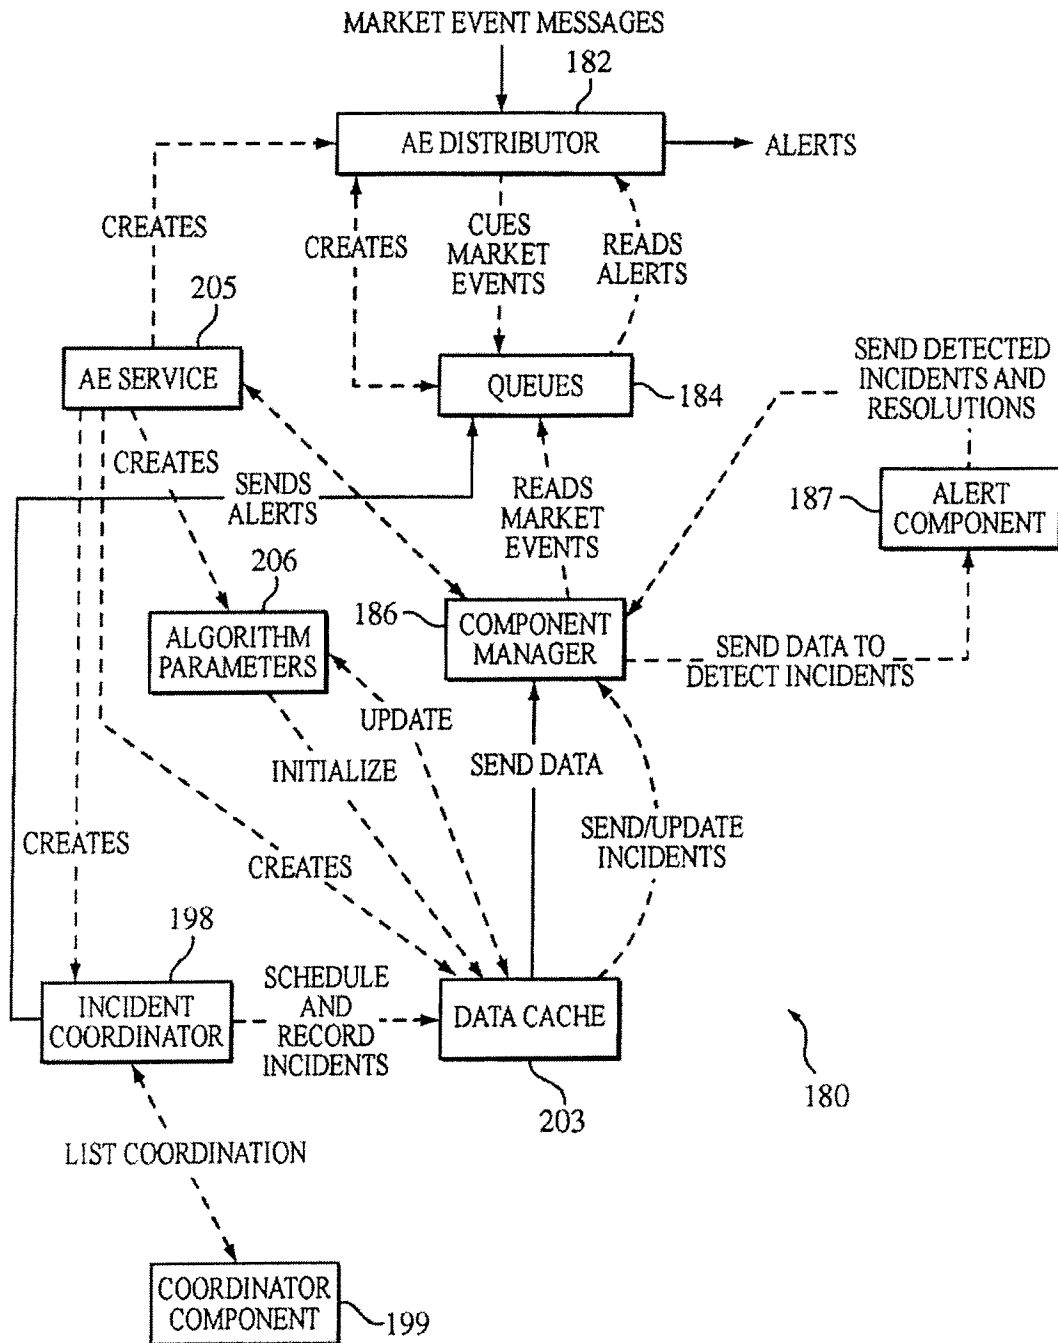 MARKET EVENT MESSAGES
182
AE DISTRIBUTOR
ALERTS
CREATES
CREATES
CUES
MARKET
EVENTS
READS
ALERTS
205
AE SERVICE
QUEUES
184
SEND DETECTED
INCIDENTS AND
RESOLUTIONS
CREATES
SENDS
ALERTS
READS
MARKET
EVENTS
187
ALERT
COMPONENT
206
ALGORITHM
PARAMETERS
186
COMPONENT
MANAGER
SEND DATA TO
DETECT INCIDENTS
UPDATE
INITIALIZE
SEND DATA
SEND/UPDATE
INCIDENTS
CREATES
CREATES
198
INCIDENT
COORDINATOR
SCHEDULE
AND
RECORD
INCIDENTS
DATA CACHE
203
180
LIST COORDINATION
COORDINATOR
COMPONENT
199